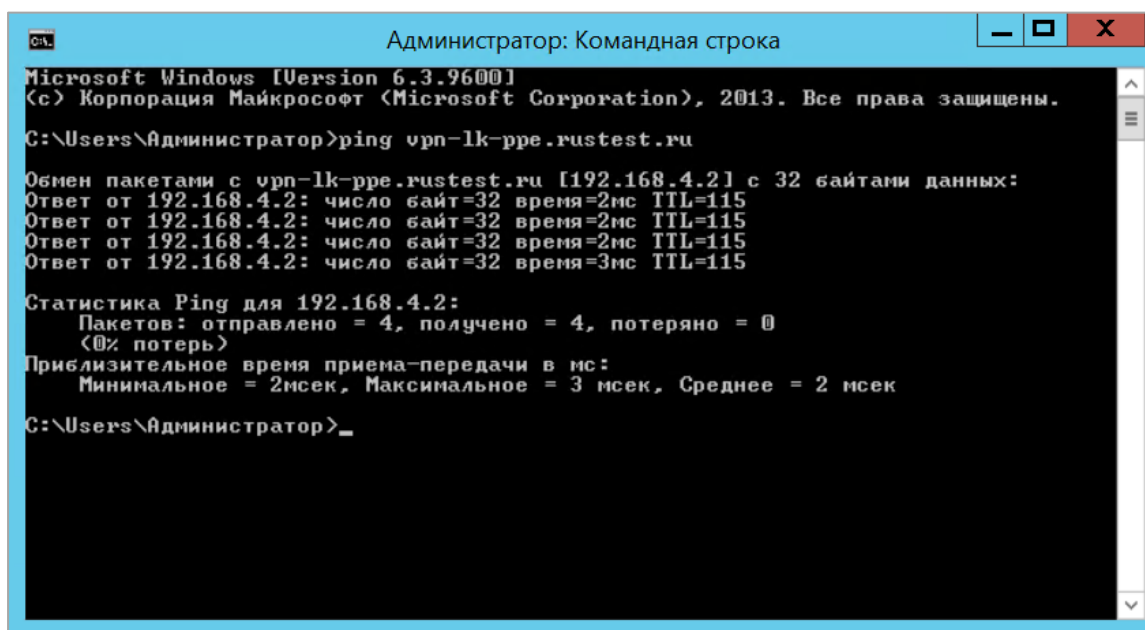 Администратор: Командная строка
Microsoft Windows [Version 6.3.9600]
(c) Корпорация Майкрософт (Microsoft Corporation), 2013. Все права защищены.
C:\Users\Администратор>ping vpn-lk-ppe.rustest.ru
Обмен пакетами с vpn-lk-ppe.rustest.ru [192.168.4.2] с 32 байтами данных:
Ответ от 192.168.4.2: число байт=32 время=2мс TTL=115
Ответ от 192.168.4.2: число байт=32 время=2мс TTL=115
Ответ от 192.168.4.2: число байт=32 время=2мс TTL=115
Ответ от 192.168.4.2: число байт=32 время=3мс TTL=115
Статистика Ping для 192.168.4.2:
Пакетов: отправлено = 4, получено = 4, потеряно = 0
(0% потерь)
Приблизительное время приема-передачи в мс:
Минимальное = 2мсек, Максимальное = 3 мсек, Среднее = 2 мсек
C:\Users\Администратор>_